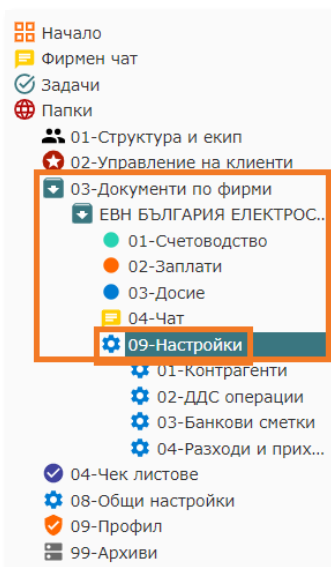 Начало
Фирмен чат
Задачи
Папки
01-Структура и екип
02-Управление на клиенти
03-Документи по фирми
ЕВН БЪЛГАРИЯ ЕЛЕКТРОС...
01-Счетоводство
02-Заплати
03-Досие
04-Чат
09-Настройки
01-Контрагенти
02-ДДС операции
03-Банкови сметки
04-Разходи и прих...
04-Чек листове
08-Общи настройки
09-Профил
99-Архиви